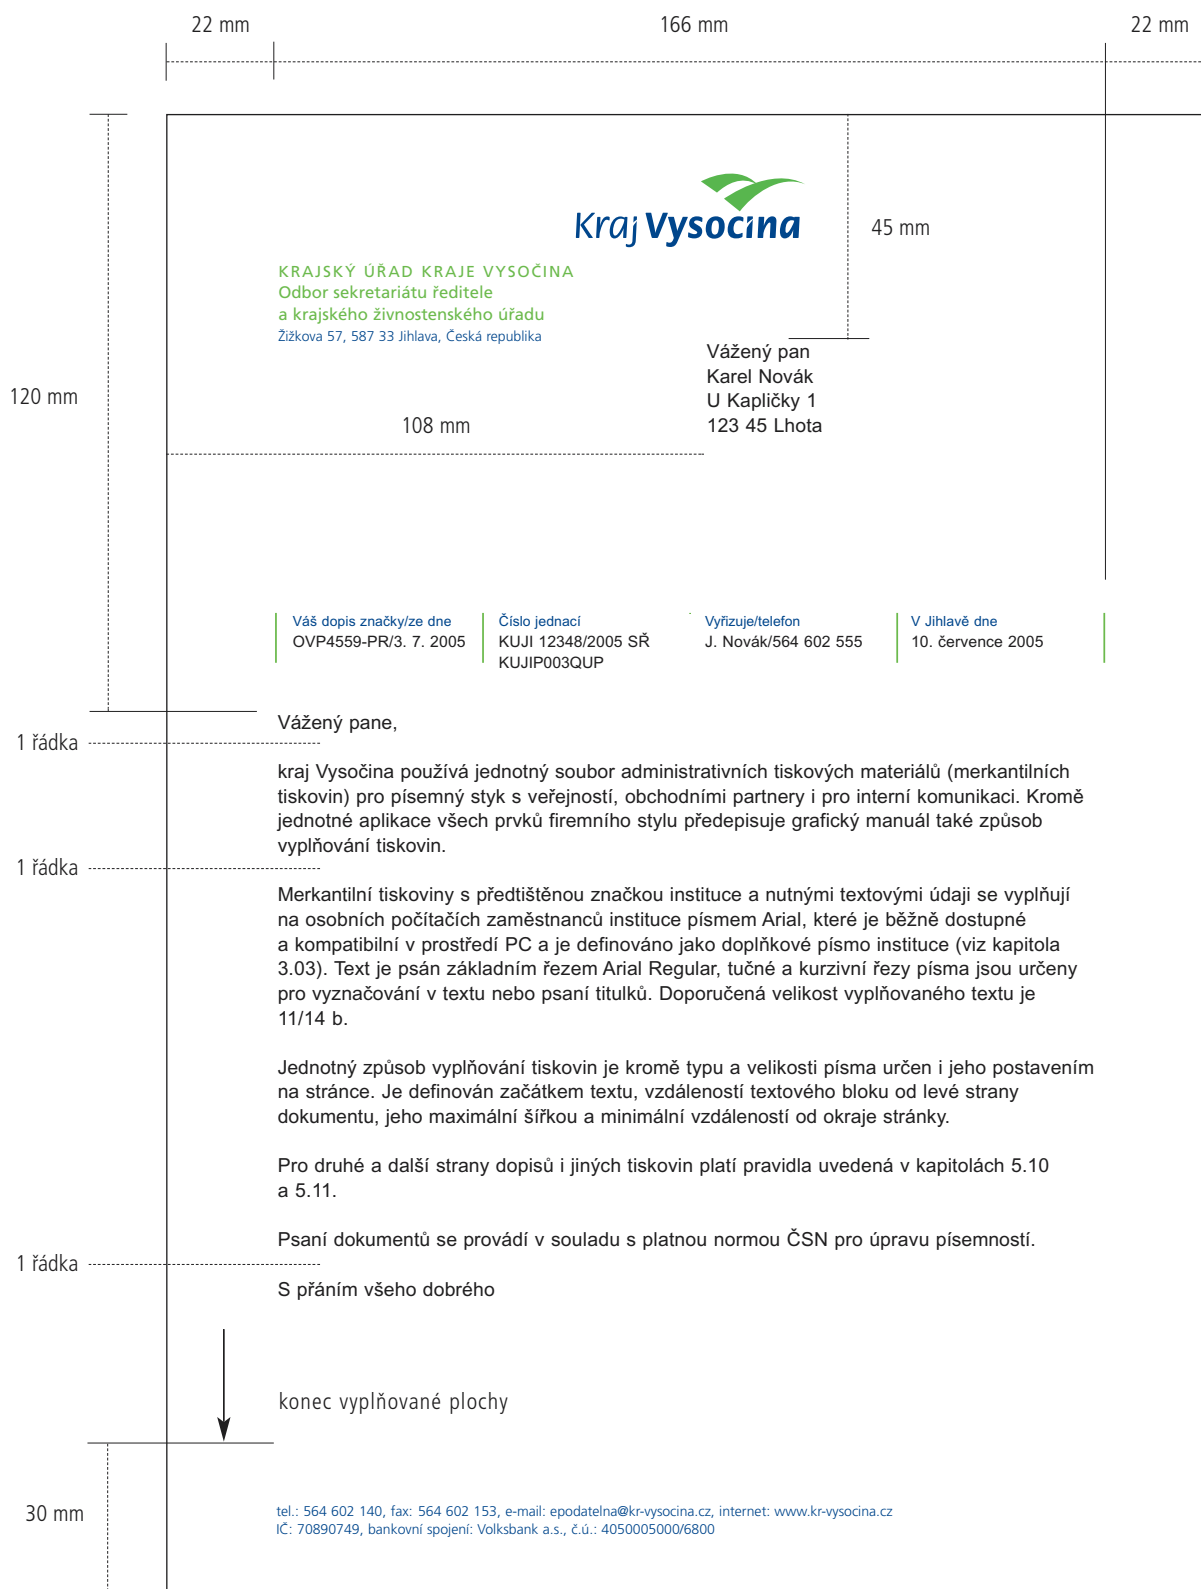 22 mm 166 mm 22 mm
Kraj Vysocina
45 mm
KRAJSKÝ ÚŘAD KRAJE VYSOČINA
Odbor sekretariátu ředitele
a krajského živnostenského úřadu
Žižkova 57, 587 33 Jihlava, Česká republika
Vážený pan
Karel Novák
U Kapličky 1
123 45 Lhota
120 mm
108 mm
Váš dopis značky/ze dne Číslo jednací Vyřizuje/telefon V Jihlavě dne
OVP4559-PR/3. 7. 2005 KUJI 12348/2005 SŘ J. Novák/564 602 555 10. července 2005
KUJIP003QUP
Vážený pane,
1 řádka
kraj Vysočina používá jednotný soubor administrativních tiskových materiálů (merkantilních
tiskovin) pro písemný styk s veřejností, obchodními partnery i pro interní komunikaci. Kromě
jednotné aplikace všech prvků firemního stylu předepisuje grafický manuál také způsob
vyplňování tiskovin.
1 řádka
Merkantilní tiskoviny s předtištěnou značkou instituce a nutnými textovými údaji se vyplňují
na osobních počítačích zaměstnanců instituce písmem Arial, které je běžně dostupné
a kompatibilní v prostředí PC a je definováno jako doplňkové písmo instituce (viz kapitola
3.03). Text je psán základním řezem Arial Regular, tučné a kurzivní řezy písma jsou určeny
pro vyznačování v textu nebo psaní titulků. Doporučená velikost vyplňovaného textu je
11/14 b.
Jednotný způsob vyplňování tiskovin je kromě typu a velikosti písma určen i jeho postavením
na stránce. Je definován začátkem textu, vzdáleností textového bloku od levé strany
dokumentu, jeho maximální šířkou a minimální vzdáleností od okraje stránky.
Pro druhé a další strany dopisů i jiných tiskovin platí pravidla uvedená v kapitolách 5.10
a 5.11.
Psaní dokumentů se provádí v souladu s platnou normou ČSN pro úpravu písemností.
1 řádka
S přáním všeho dobrého
konec vyplňované plochy
30 mm
tel.: 564 602 140, fax: 564 602 153, e-mail: epodatelna@kr-vysocina.cz, internet: www.kr-vysocina.cz
IČ: 70890749, bankovní spojení: Volksbank a.s., č.ú.: 4050005000/6800